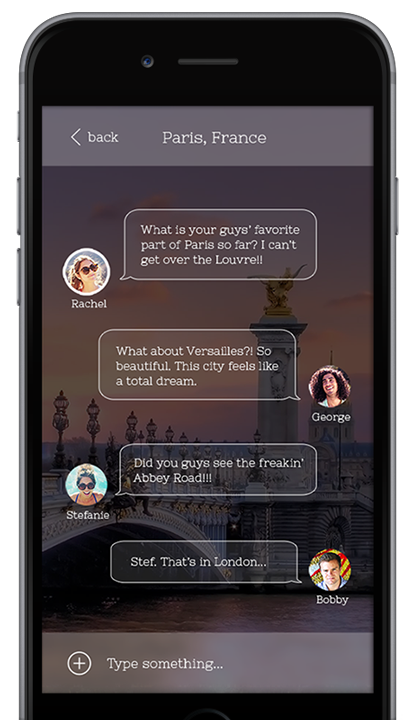 back
Paris, France
What is your guys' favorite
part of Paris so far? I can't
get over the Louvre!!
Rachel
What about Versailles?! So
beautiful. This city feels like
a total dream.
George
Did you guys see the freakin'
Abbey Road!!!
Stefanie
Stef. That's in London...
Bobby
Type something...